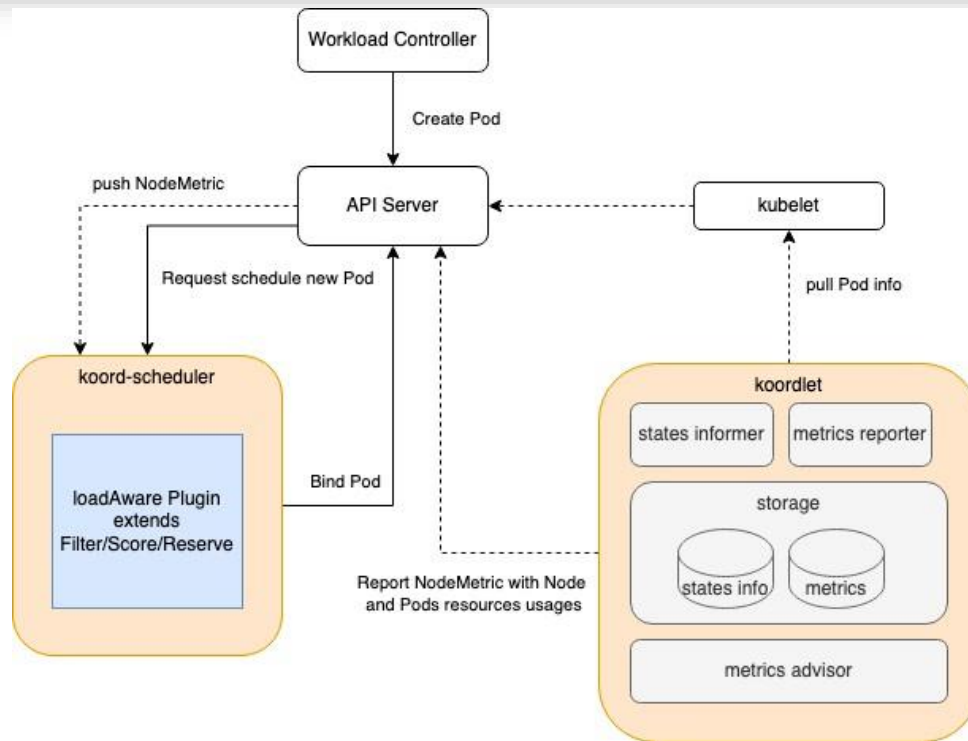 Workload Controller
Create Pod
push NodeMetric
API Server
kubelet
Request schedule new Pod
pull Pod info
koord-scheduler
koordlet
states informer
metrics reporter
loadAware Plugin
extends
Filter/Score/Reserve
Bind Pod
storage
states info
metrics
Report NodeMetric with Node
and Pods resources usages
metrics advisor